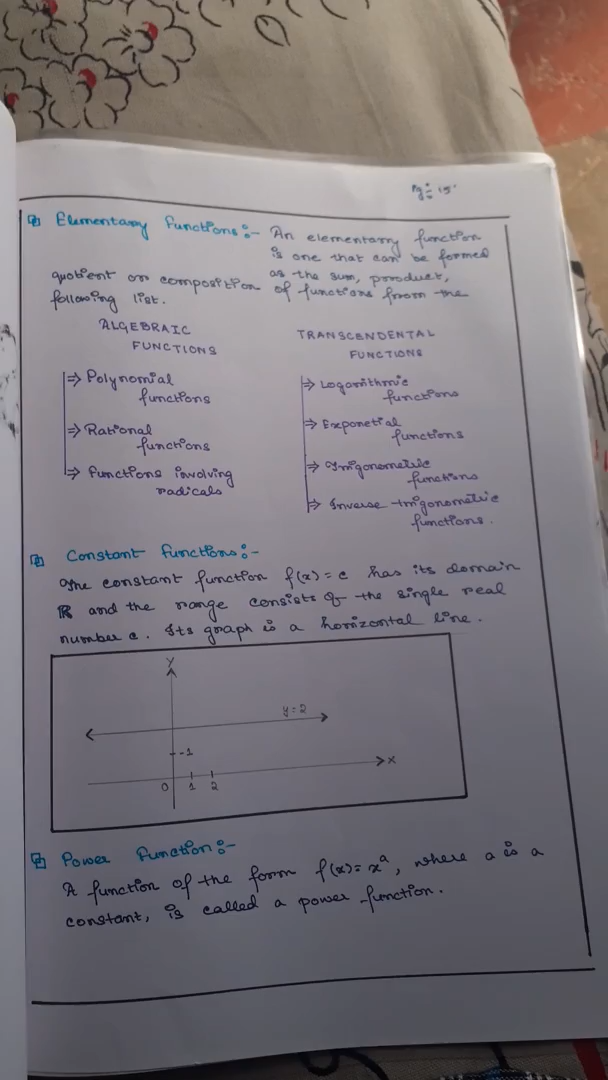 Pg:- 15
Elementary Functions:- An elementary function
is one that can be formed
as the sum, product,
quotient or composition of functions from the
following list.
ALGEBRAIC
FUNCTIONS
⇒ Polynomial
functions
⇒ Rational
functions
⇒ Functions involving
radicals
TRANSCENDENTAL
FUNCTIONS
⇒ Logarithmic
functions
⇒ Exponetial
functions
⇒ Trigonometric
functions
⇒ Inverse trigonometric
functions.
Constant Functions:-
The constant function f(x) = c has its domain
R and the range consists of the single real
number c. Its graph is a horizontal line.
Y
y=2
-1
X
0 1 2
Power Function:-
A function of the form f(x) = x^a, where a is a
constant, is called a power function.